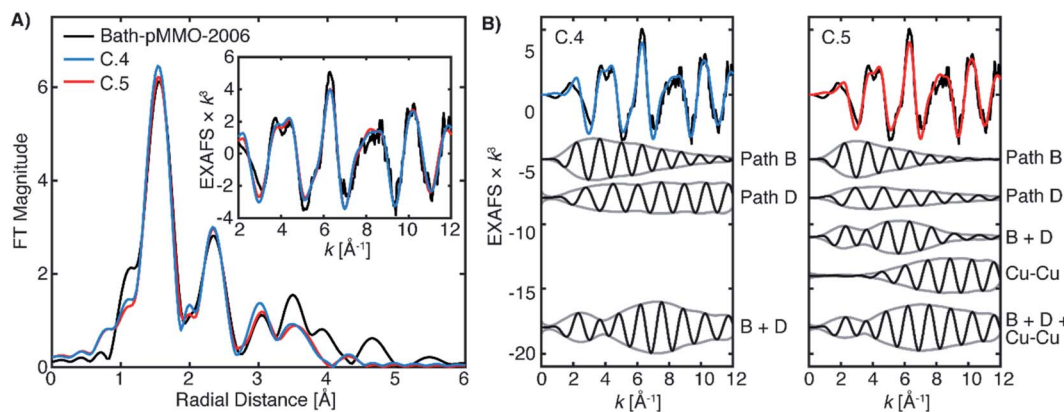 A)
Bath-pMMO-2006
C.4
C.5
FT Magnitude
6
4
2
0
0 1 2 3 4 5 6
Radial Distance [Å]
EXAFS × k³
6
4
2
0
-2
-4
2 4 6 8 10 12
k [Å⁻¹]
B)
C.4
EXAFS × k³
5
0
-5
-10
-15
-20
Path B
Path D
B + D
0 2 4 6 8 10 12
k [Å⁻¹]
C.5
Path B
Path D
B + D
Cu-Cu
B + D +
Cu-Cu
0 2 4 6 8 10 12
k [Å⁻¹]